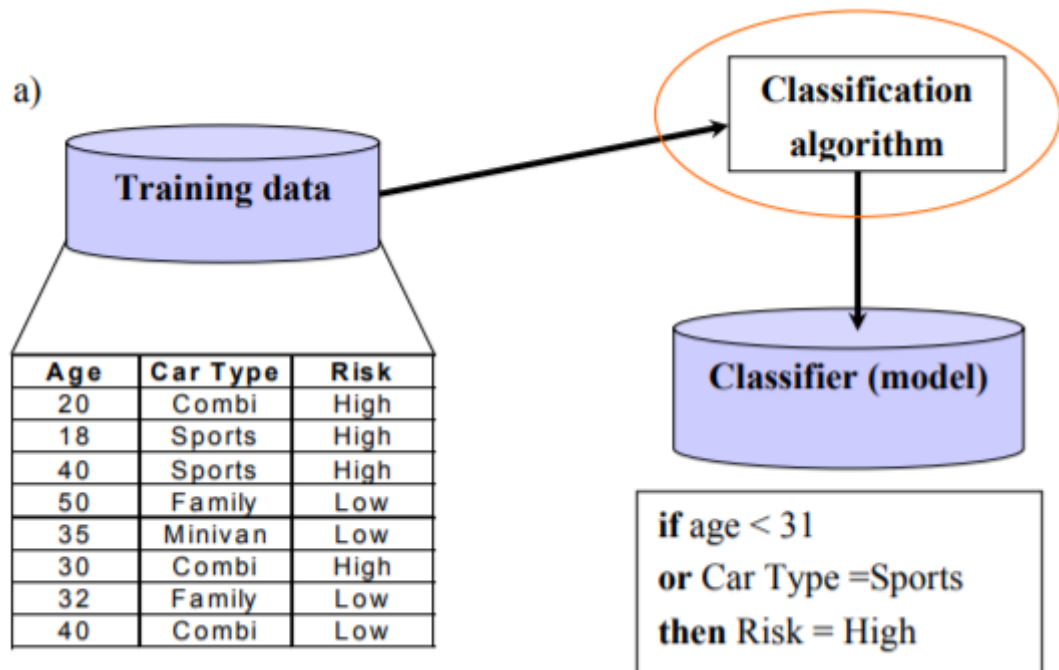 a)
Training data
Classification
algorithm
Classifier (model)
Age Car Type Risk
20 Combi High
18 Sports High
40 Sports High
50 Family Low
35 Minivan Low
30 Combi High
32 Family Low
40 Combi Low
if age < 31
or Car Type =Sports
then Risk = High